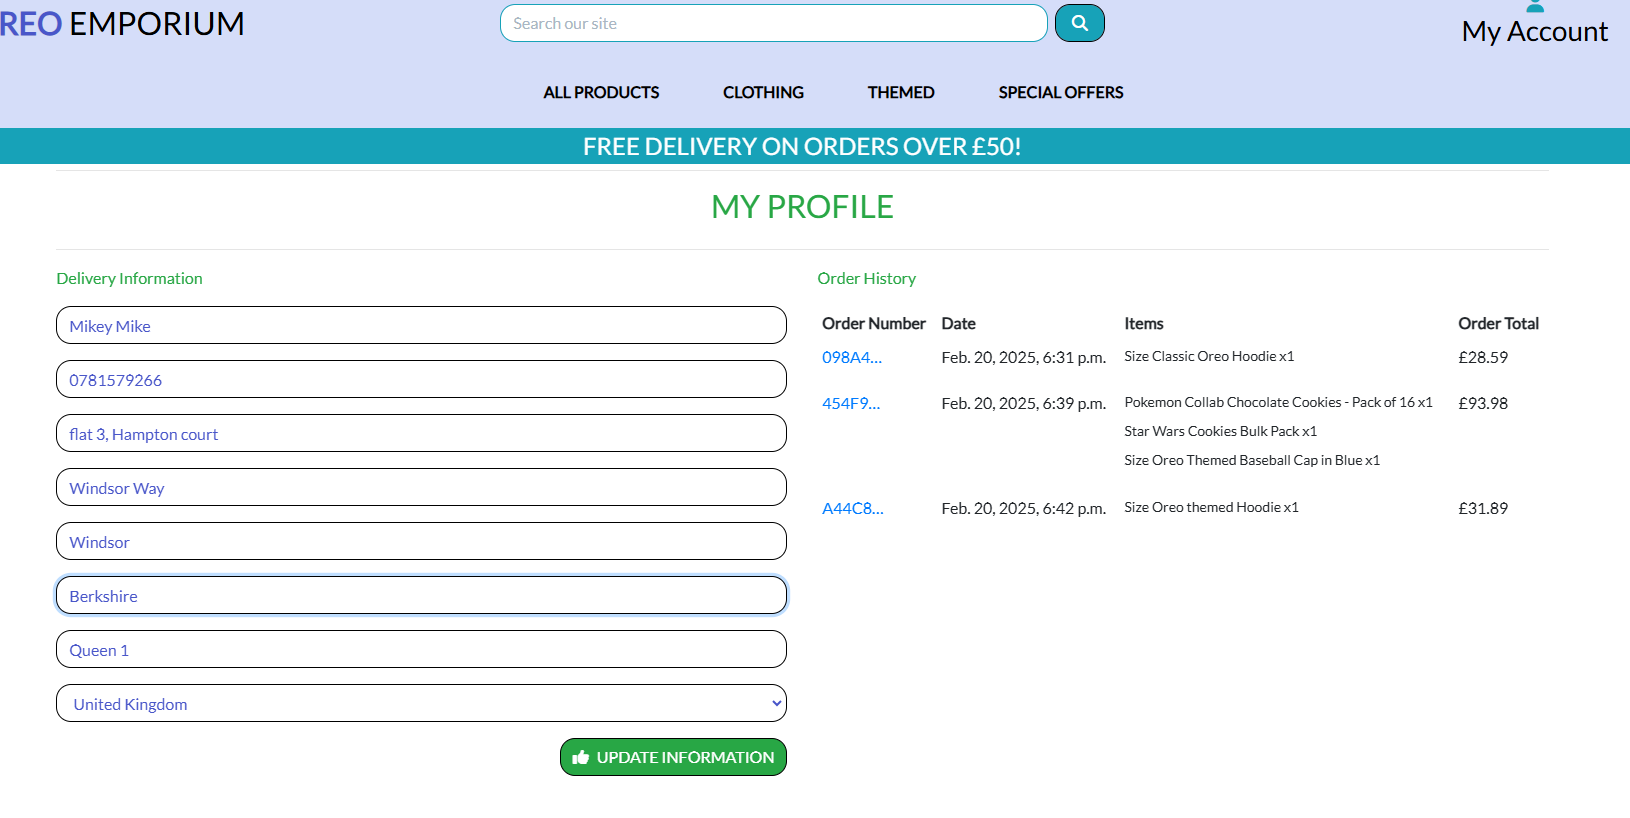 REO EMPORIUM
Search our site
My Account
ALL PRODUCTS CLOTHING THEMED SPECIAL OFFERS
FREE DELIVERY ON ORDERS OVER £50!
MY PROFILE
Delivery Information
Mikey Mike
0781579266
flat 3, Hampton court
Windsor Way
Windsor
Berkshire
Queen 1
United Kingdom
UPDATE INFORMATION
Order History
Order Number Date Items Order Total
098A4... Feb. 20, 2025, 6:31 p.m. Size Classic Oreo Hoodie x1 £28.59
454F9... Feb. 20, 2025, 6:39 p.m. Pokemon Collab Chocolate Cookies - Pack of 16 x1 £93.98
Star Wars Cookies Bulk Pack x1
Size Oreo Themed Baseball Cap in Blue x1
A44C8... Feb. 20, 2025, 6:42 p.m. Size Oreo themed Hoodie x1 £31.89